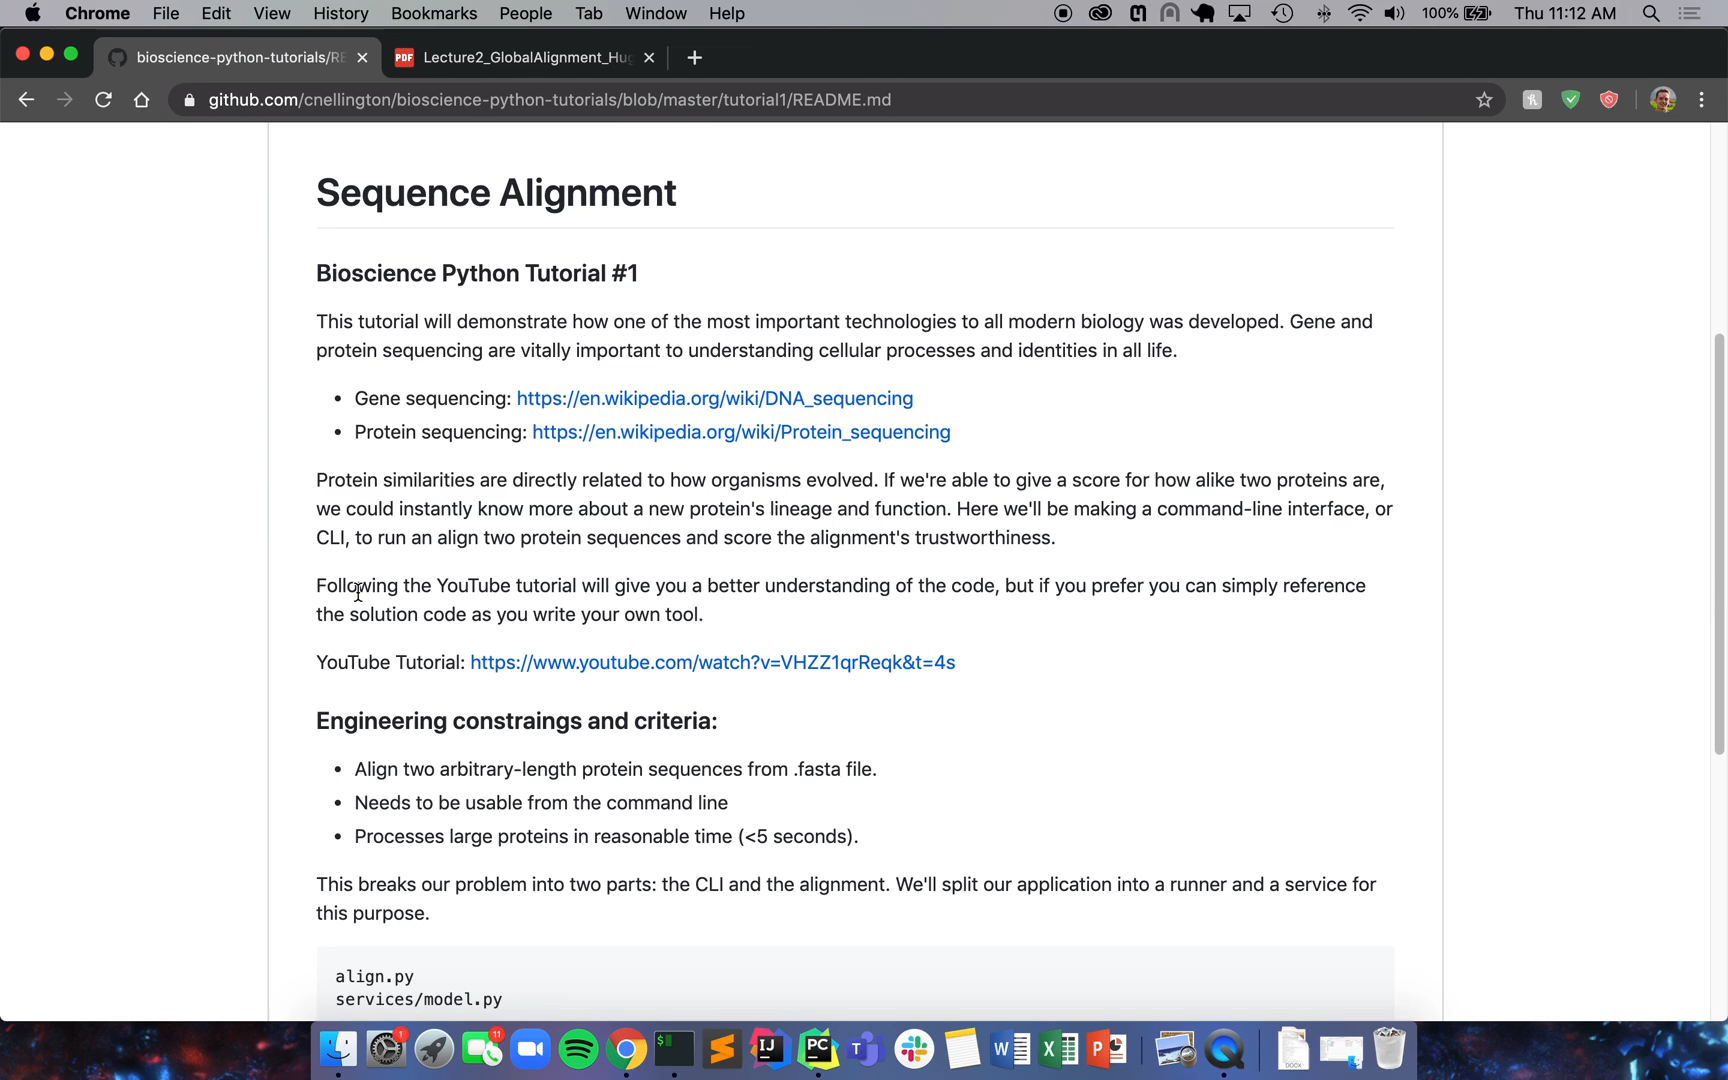 Chrome File Edit View History Bookmarks People Tab Window Help 100% Thu 11:12 AM
bioscience-python-tutorials/RE PDF Lecture2_GlobalAlignment_Hug
github.com/cnellington/bioscience-python-tutorials/blob/master/tutorial1/README.md
Sequence Alignment
Bioscience Python Tutorial #1
This tutorial will demonstrate how one of the most important technologies to all modern biology was developed. Gene and
protein sequencing are vitally important to understanding cellular processes and identities in all life.
• Gene sequencing: https://en.wikipedia.org/wiki/DNA_sequencing
• Protein sequencing: https://en.wikipedia.org/wiki/Protein_sequencing
Protein similarities are directly related to how organisms evolved. If we're able to give a score for how alike two proteins are,
we could instantly know more about a new protein's lineage and function. Here we'll be making a command-line interface, or
CLI, to run an align two protein sequences and score the alignment's trustworthiness.
Following the YouTube tutorial will give you a better understanding of the code, but if you prefer you can simply reference
the solution code as you write your own tool.
YouTube Tutorial: https://www.youtube.com/watch?v=VHZZ1qrReqk&t=4s
Engineering constraings and criteria:
• Align two arbitrary-length protein sequences from .fasta file.
• Needs to be usable from the command line
• Processes large proteins in reasonable time (<5 seconds).
This breaks our problem into two parts: the CLI and the alignment. We'll split our application into a runner and a service for
this purpose.
align.py
services/model.py
1 11 $ IJ PC T W X P DOCX